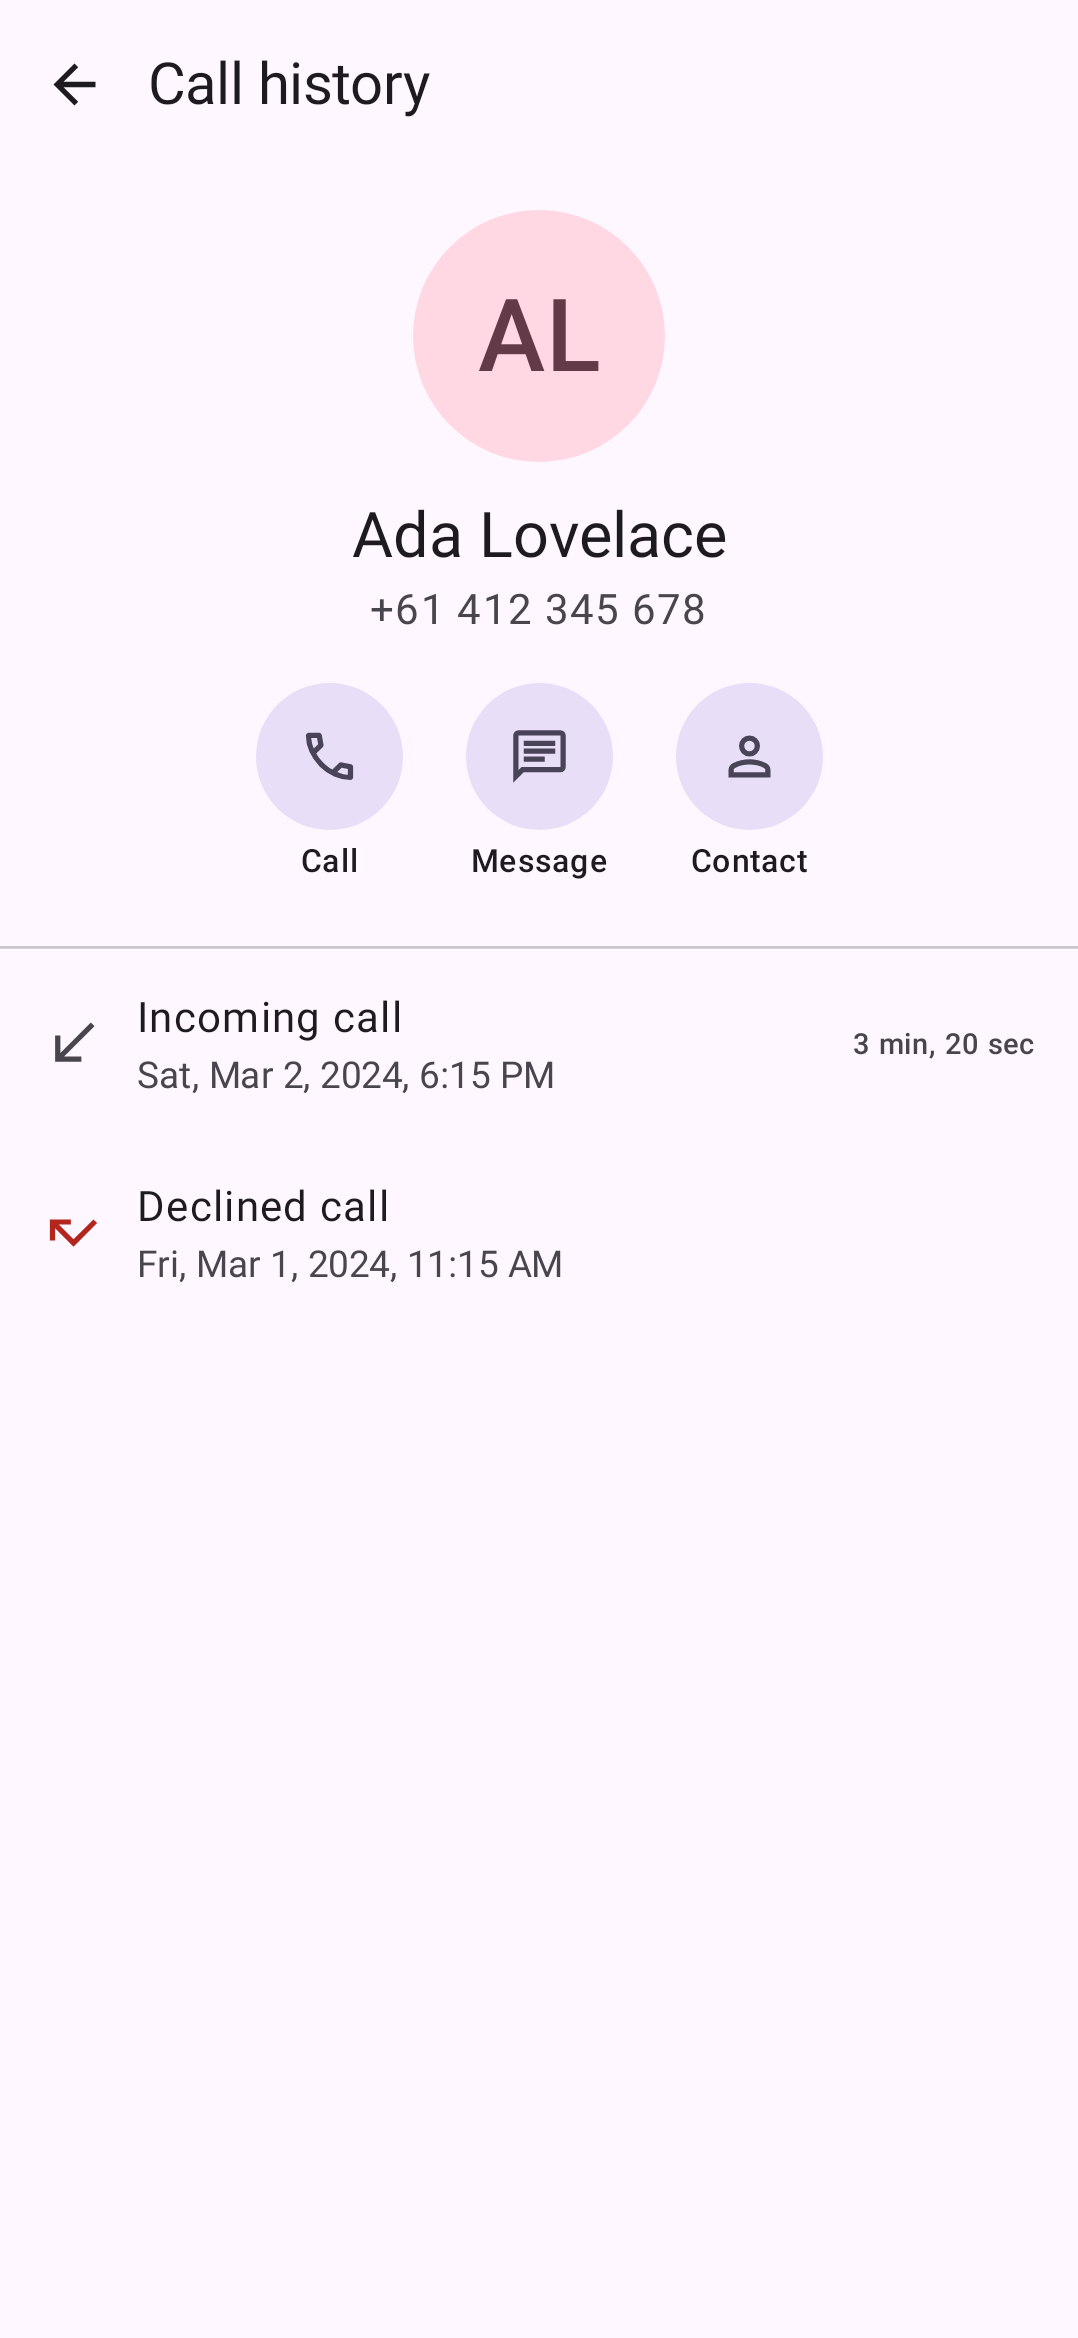 Call history
AL
Ada Lovelace
+61 412 345 678
Call
Message
Contact
Incoming call
Sat, Mar 2, 2024, 6:15 PM
3 min, 20 sec
Declined call
Fri, Mar 1, 2024, 11:15 AM